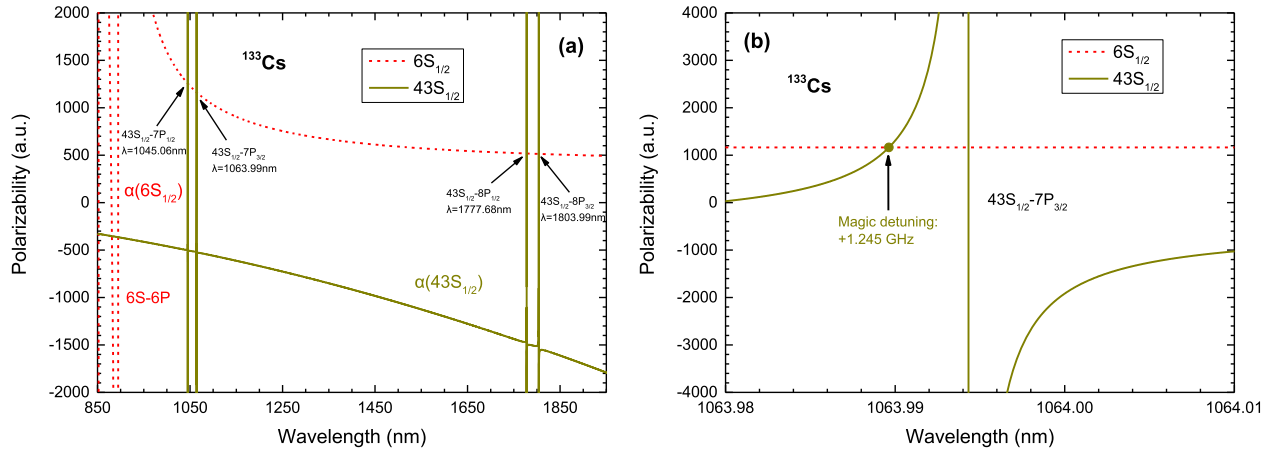 2000
1500
1000
500
0
-500
-1000
-1500
-2000
Polarizability (a.u.)
850
1050
1250
1450
1650
1850
Wavelength (nm)
(a)
¹³³Cs
6S₁/₂
43S₁/₂
43S₁/₂-7P₁/₂
λ=1045.06nm
43S₁/₂-7P₃/₂
λ=1063.99nm
α(6S₁/₂)
43S₁/₂-8P₁/₂
λ=1777.68nm
43S₁/₂-8P₃/₂
λ=1803.99nm
6S-6P
α(43S₁/₂)
4000
3000
2000
1000
0
-1000
-2000
-3000
-4000
Polarizability (a.u.)
1063.98
1063.99
1064.00
1064.01
Wavelength (nm)
(b)
¹³³Cs
6S₁/₂
43S₁/₂
43S₁/₂-7P₃/₂
Magic detuning:
+1.245 GHz